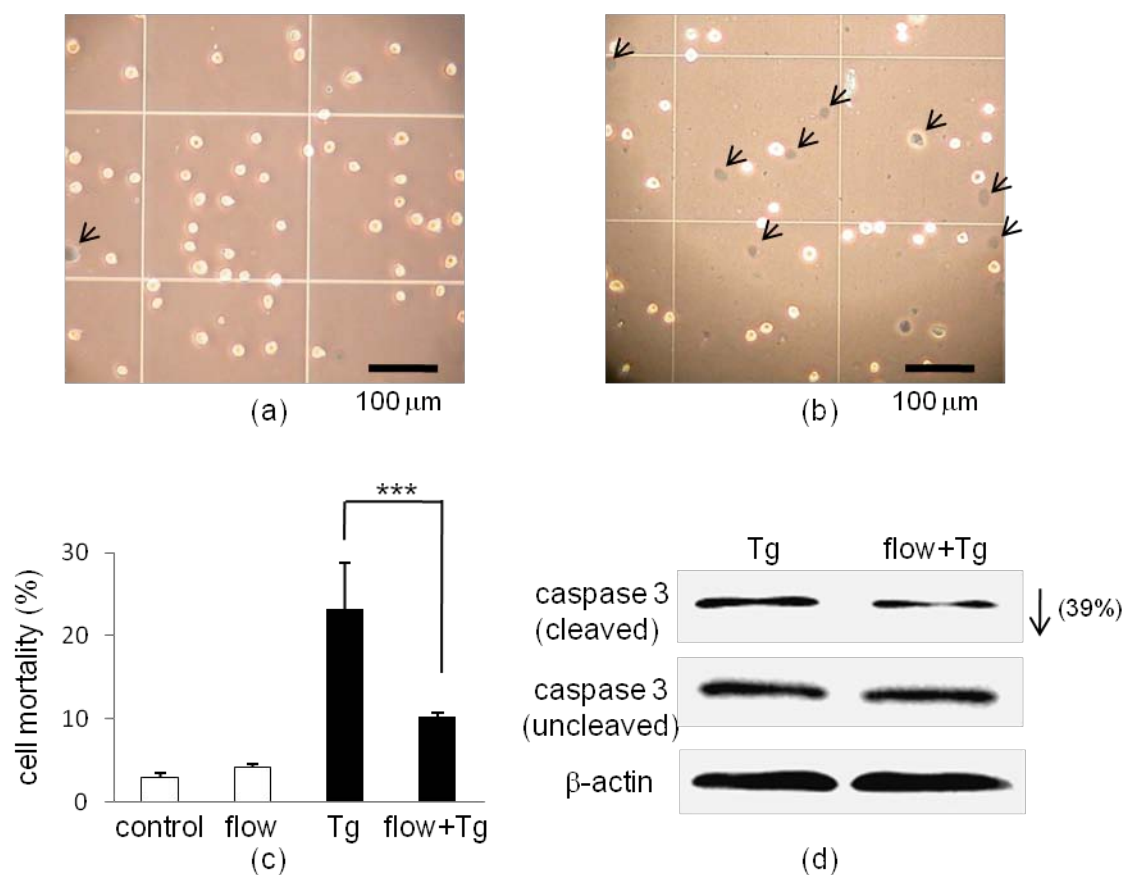 100 μm
100 μm
(a)
(b)
***
30
20
10
0
cell mortality (%)
control flow Tg flow+Tg
(c)
Tg flow+Tg
caspase 3
(cleaved)
(39%)
caspase 3
(uncleaved)
β-actin
(d)